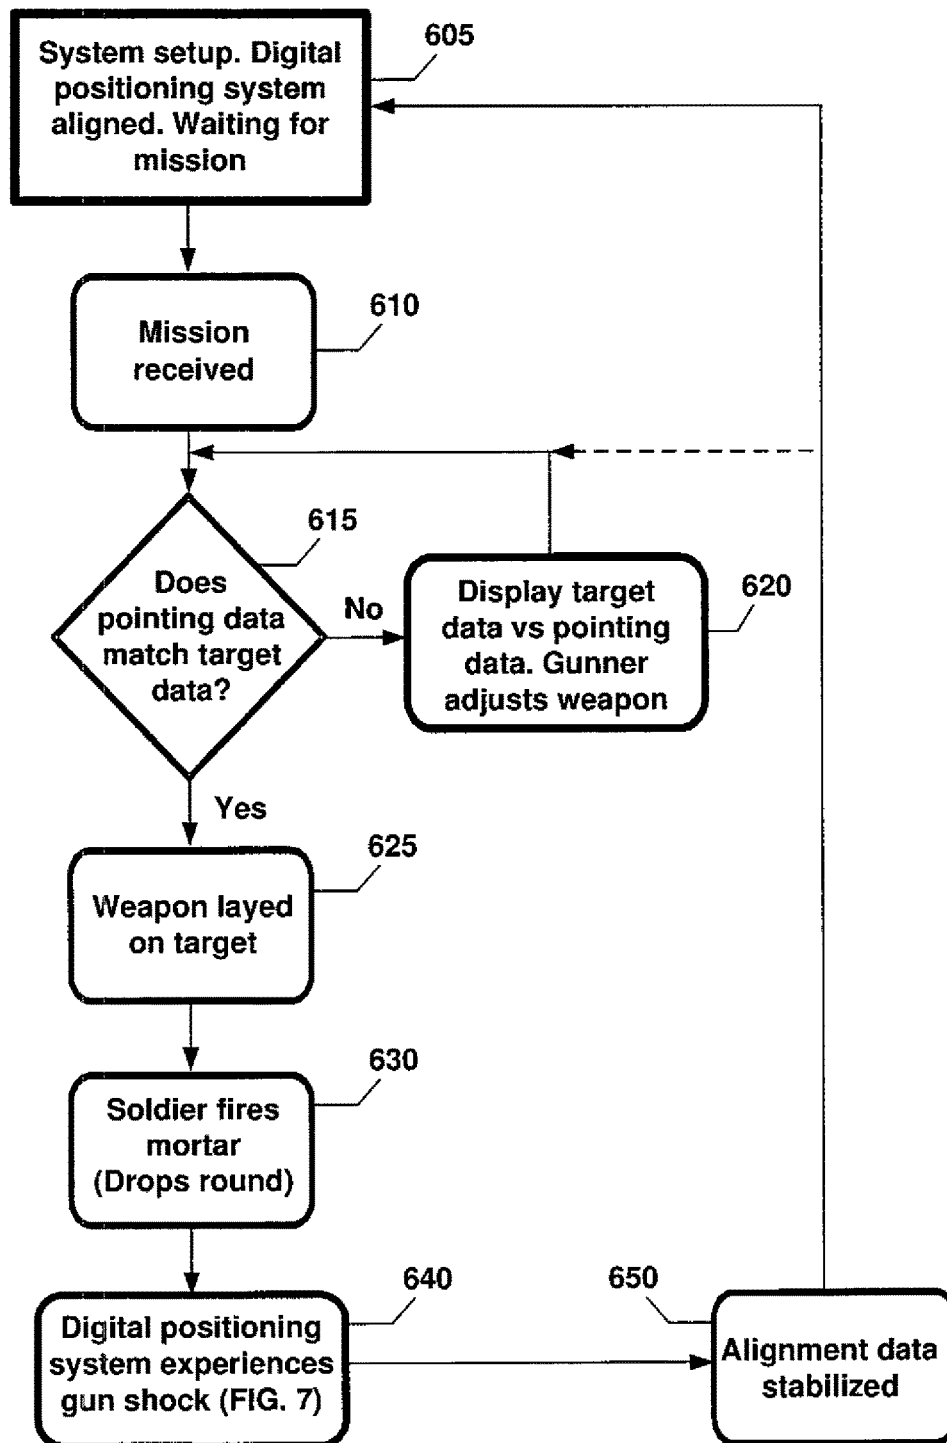 System setup. Digital
positioning system
aligned. Waiting for
mission
605
Mission
received
610
Does
pointing data
match target
data?
615
No
Display target
data vs pointing
data. Gunner
adjusts weapon
620
Yes
Weapon layed
on target
625
Soldier fires
mortar
(Drops round)
630
Digital positioning
system experiences
gun shock (FIG. 7)
640
Alignment data
stabilized
650